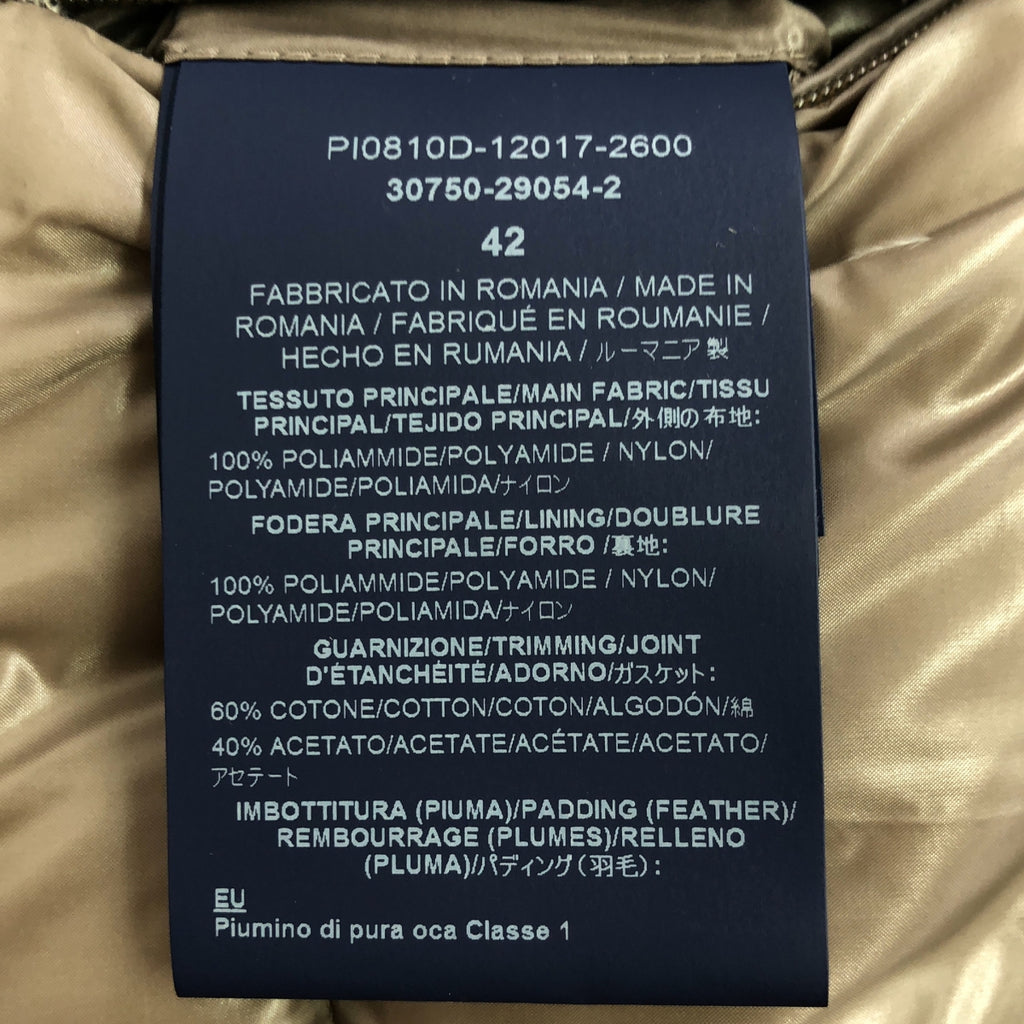 PI0810D-12017-2600
30750-29054-2
42
FABBRICATO IN ROMANIA / MADE IN
ROMANIA / FABRIQUÉ EN ROUMANIE /
HECHO EN RUMANIA / ルーマニア製
TESSUTO PRINCIPALE/MAIN FABRIC/TISSU
PRINCIPAL/TEJIDO PRINCIPAL/外側の布地:
100% POLIAMMIDE/POLYAMIDE / NYLON/
POLYAMIDE/POLIAMIDA/ナイロン
FODERA PRINCIPALE/LINING/DOUBLURE
PRINCIPALE/FORRO /裏地:
100% POLIAMMIDE/POLYAMIDE / NYLON/
POLYAMIDE/POLIAMIDA/ナイロン
GUARNIZIONE/TRIMMING/JOINT
D'ÉTANCHÉITÉ/ADORNO/ガスケット:
60% COTONE/COTTON/COTON/ALGODÓN/綿
40% ACETATO/ACETATE/ACÉTATE/ACETATO/
アセテート
IMBOTTITURA (PIUMA)/PADDING (FEATHER)/
REMBOURRAGE (PLUMES)/RELLENO
(PLUMA)/パディング(羽毛):
EU
Piumino di pura oca Classe 1